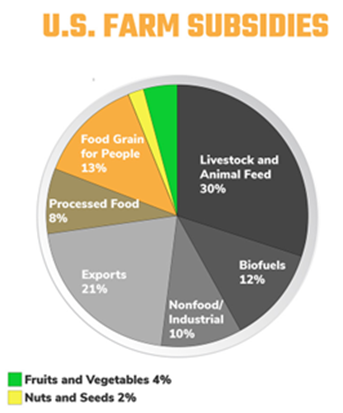 U.S. FARM SUBSIDIES
Livestock and
Animal Feed
30%
Biofuels
12%
Nonfood/
Industrial
10%
Exports
21%
Processed Food
8%
Food Grain
for People
13%
Fruits and Vegetables 4%
Nuts and Seeds 2%